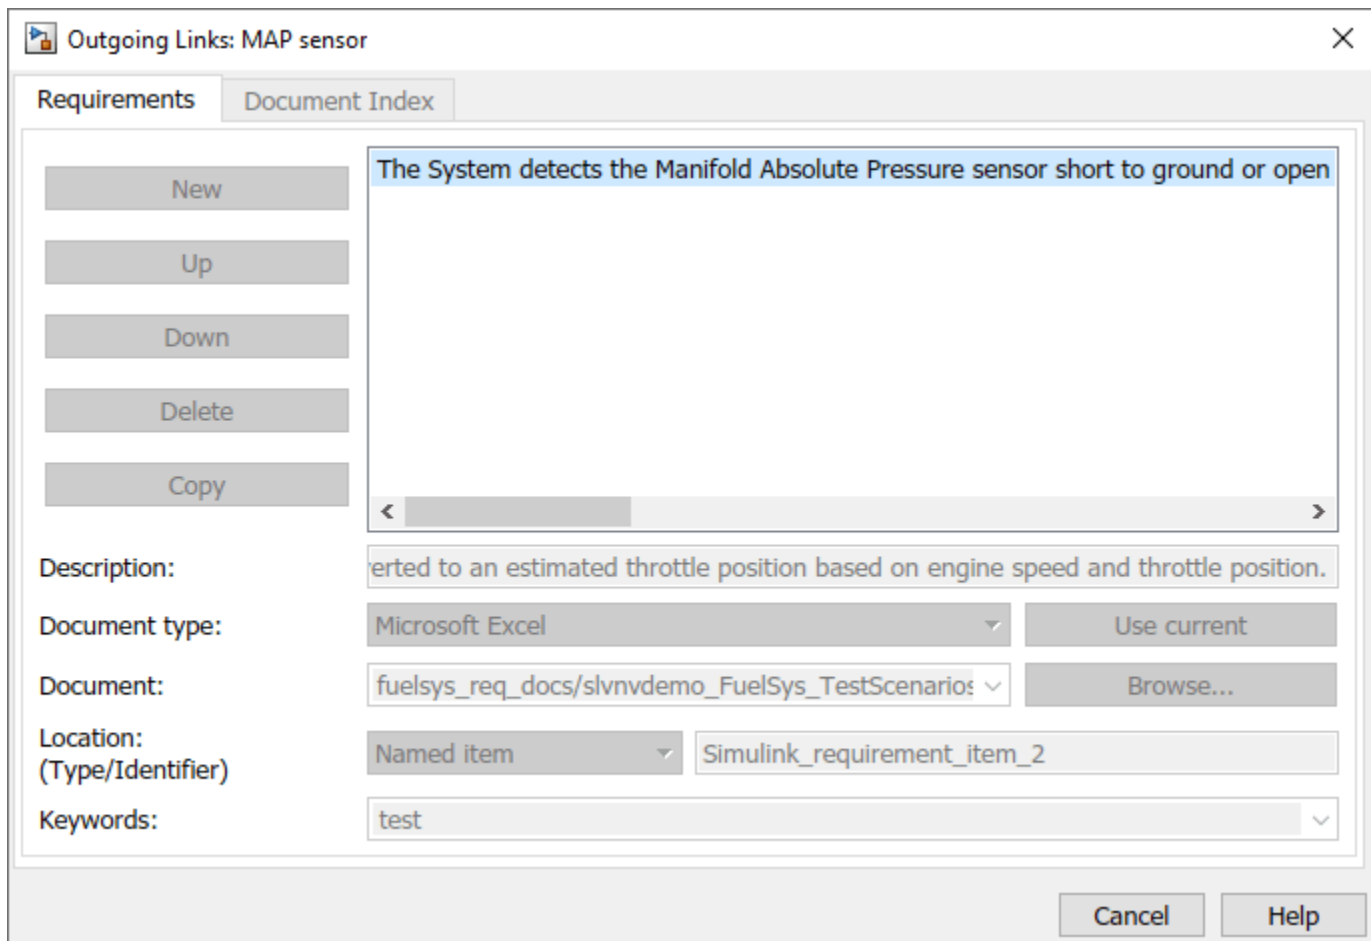 Outgoing Links: MAP sensor
Requirements
Document Index
New
Up
Down
Delete
Copy
The System detects the Manifold Absolute Pressure sensor short to ground or open
Description:
erted to an estimated throttle position based on engine speed and throttle position.
Document type:
Microsoft Excel
Use current
Document:
fuelsys_req_docs/slvnvdemo_FuelSys_TestScenarios
Browse...
Location:
(Type/Identifier)
Named item
Simulink_requirement_item_2
Keywords:
test
Cancel
Help